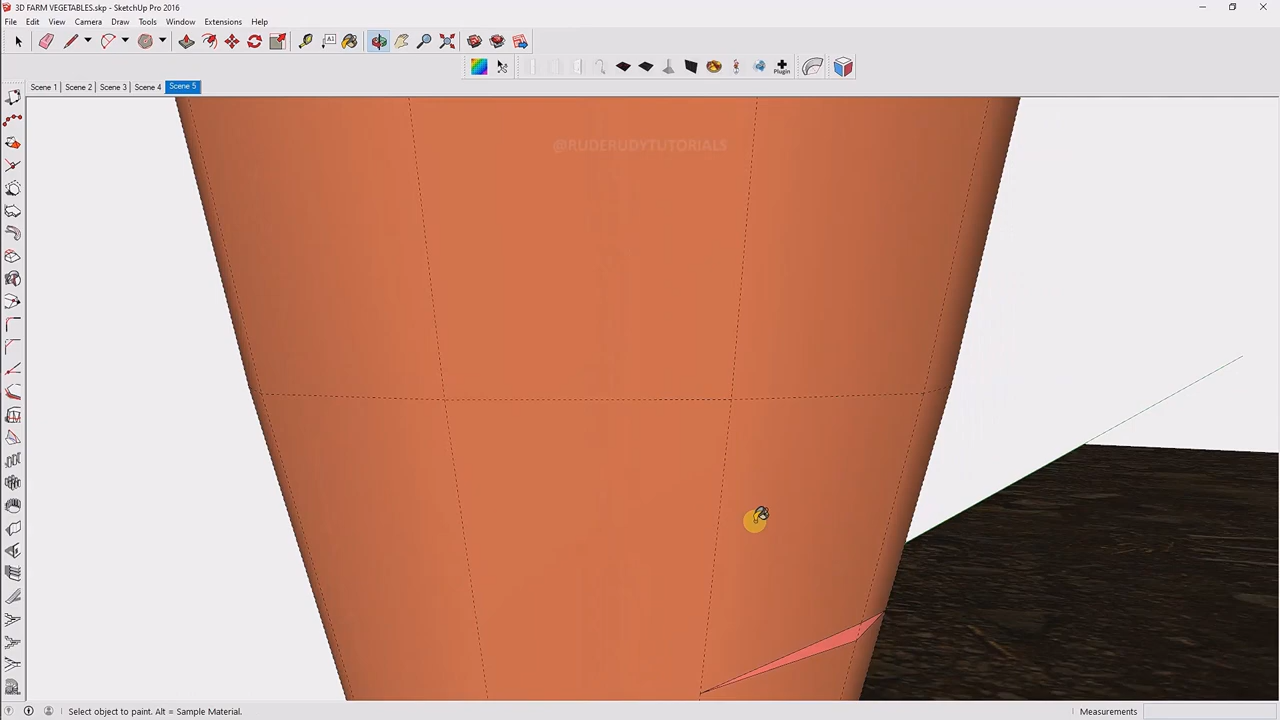 3D FARM VEGETABLES.skp - SketchUp Pro 2016
File Edit View Camera Draw Tools Window Extensions Help
Plugin
Scene 1 Scene 2 Scene 3 Scene 4 Scene 5
@RUDERUDYTUTORIALS
Select object to paint. Alt = Sample Material.
Measurements